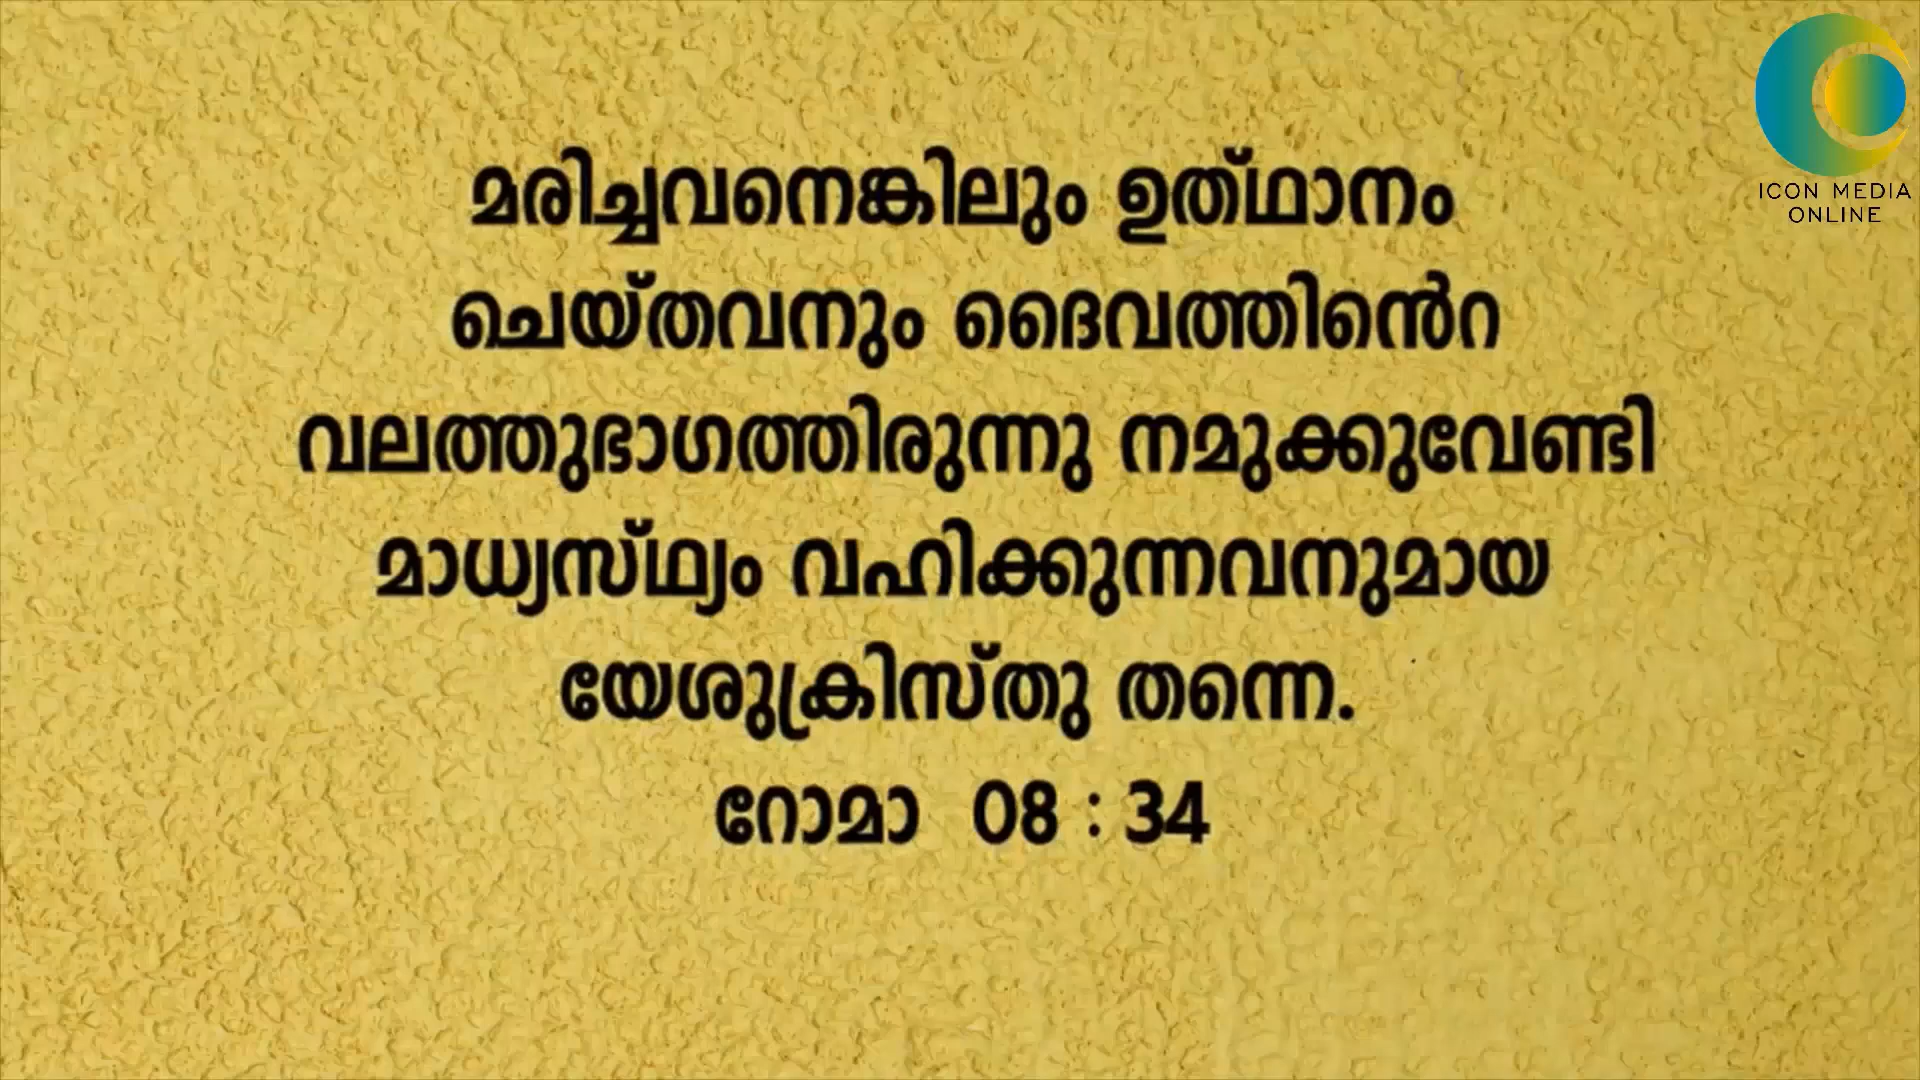 ICON MEDIA
ONLINE
മരിച്ചവനെങ്കിലും ഉത്ഥാനം
ചെയ്തവനും ദൈവത്തിൻെറ
വലത്തുഭാഗത്തിരുന്നു നമുക്കുവേണ്ടി
മാധ്യസ്ഥ്യം വഹിക്കുന്നവനുമായ
യേശുക്രിസ്തു തന്നെ.
റോമാ 08 : 34